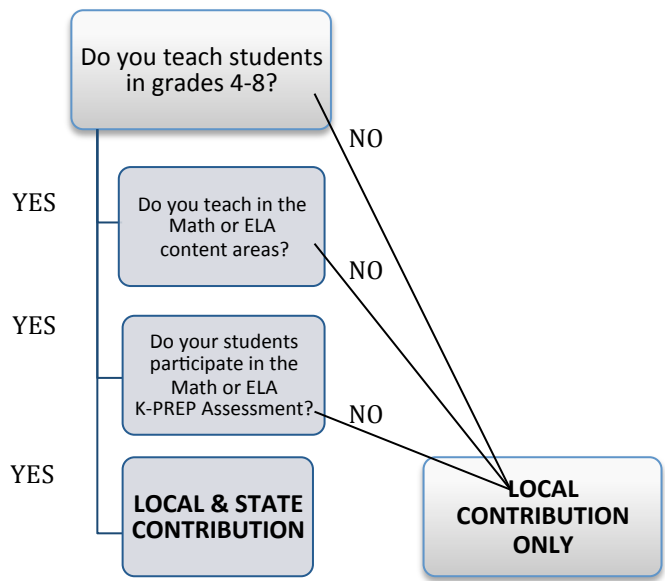 Do you teach students
in grades 4-8?
NO
YES
Do you teach in the
Math or ELA
content areas?
NO
YES
Do your students
participate in the
Math or ELA
K-PREP Assessment?
NO
YES
LOCAL & STATE
CONTRIBUTION
LOCAL
CONTRIBUTION
ONLY